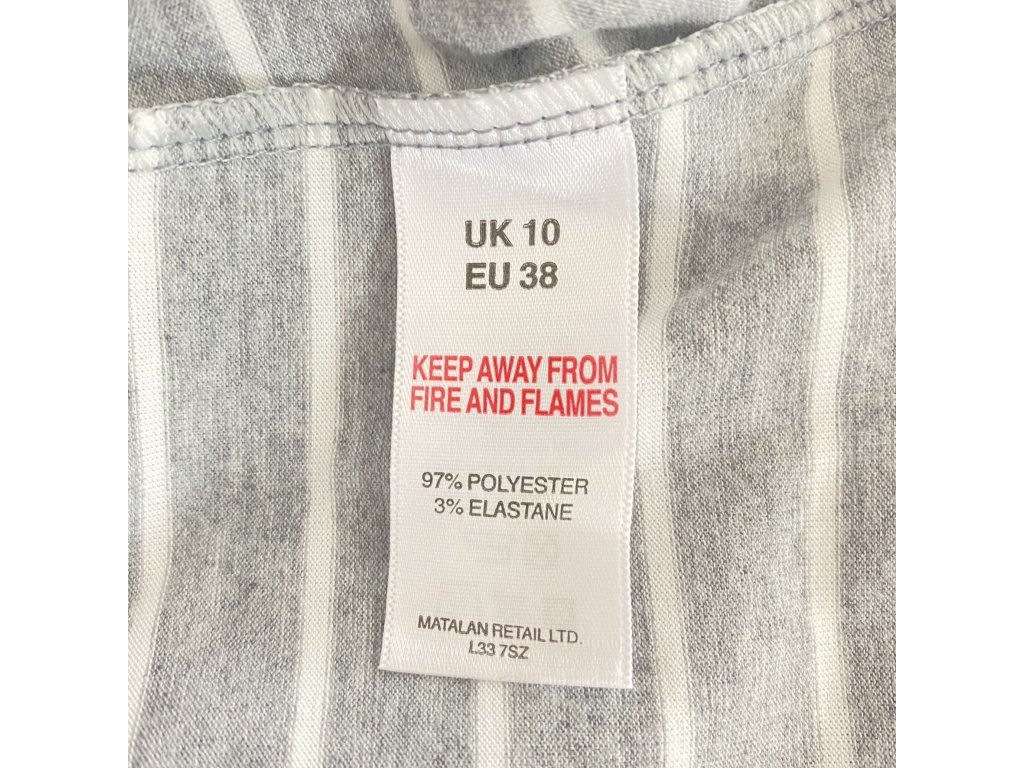 UK 10
EU 38
KEEP AWAY FROM
FIRE AND FLAMES
97% POLYESTER
3% ELASTANE
MATALAN RETAIL LTD.
L33 7SZ